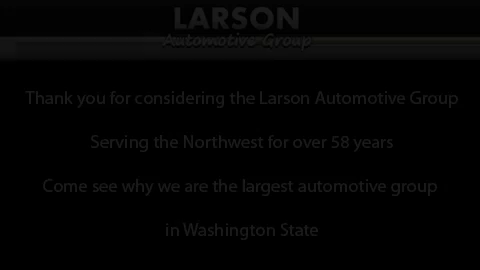 LARSON
Automotive Group
Thank you for considering the Larson Automotive Group
Serving the Northwest for over 58 years
Come see why we are the largest automotive group
in Washington State